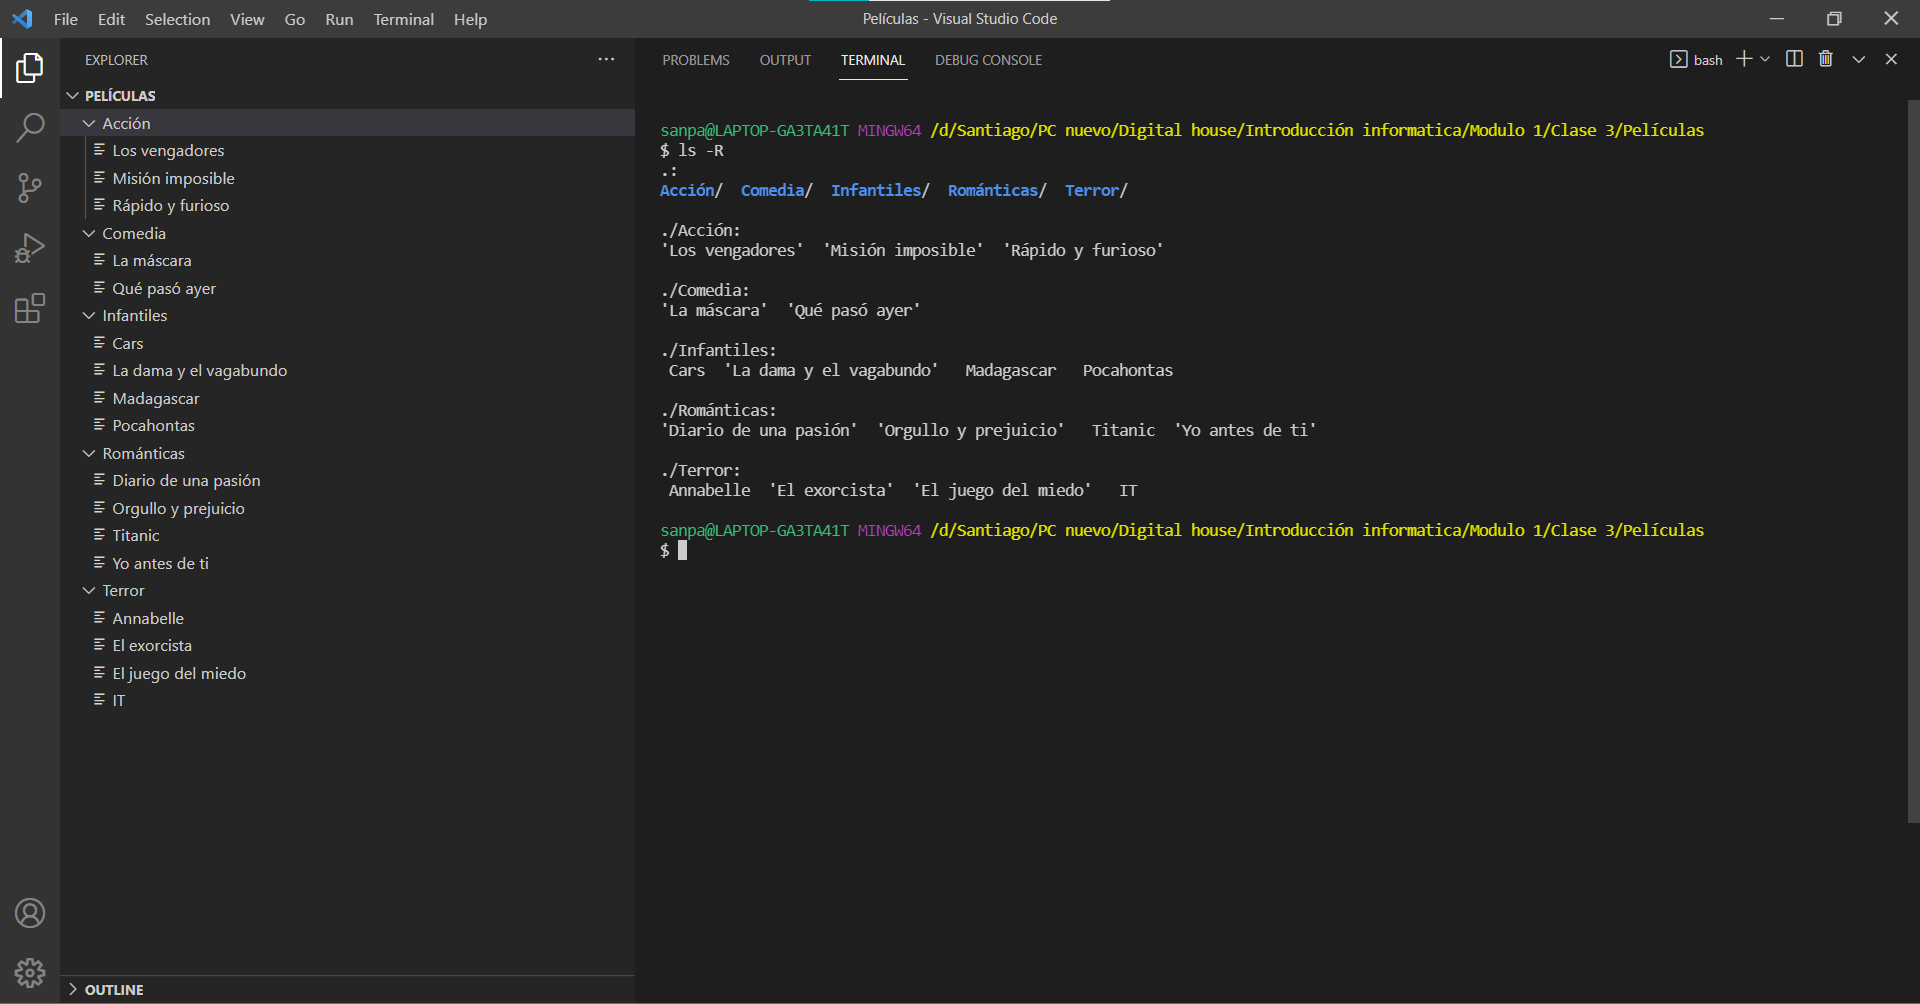 File Edit Selection View Go Run Terminal Help
Películas - Visual Studio Code
EXPLORER
PELÍCULAS
Acción
Los vengadores
Misión imposible
Rápido y furioso
Comedia
La máscara
Qué pasó ayer
Infantiles
Cars
La dama y el vagabundo
Madagascar
Pocahontas
Románticas
Diario de una pasión
Orgullo y prejuicio
Titanic
Yo antes de ti
Terror
Annabelle
El exorcista
El juego del miedo
IT
OUTLINE
PROBLEMS OUTPUT TERMINAL DEBUG CONSOLE
bash
sanpa@LAPTOP-GA3TA41T MINGW64 /d/Santiago/PC nuevo/Digital house/Introducción informatica/Modulo 1/Clase 3/Películas
$ ls -R
.:
Acción/ Comedia/ Infantiles/ Románticas/ Terror/
./Acción:
'Los vengadores' 'Misión imposible' 'Rápido y furioso'
./Comedia:
'La máscara' 'Qué pasó ayer'
./Infantiles:
Cars 'La dama y el vagabundo' Madagascar Pocahontas
./Románticas:
'Diario de una pasión' 'Orgullo y prejuicio' Titanic 'Yo antes de ti'
./Terror:
Annabelle 'El exorcista' 'El juego del miedo' IT
sanpa@LAPTOP-GA3TA41T MINGW64 /d/Santiago/PC nuevo/Digital house/Introducción informatica/Modulo 1/Clase 3/Películas
$